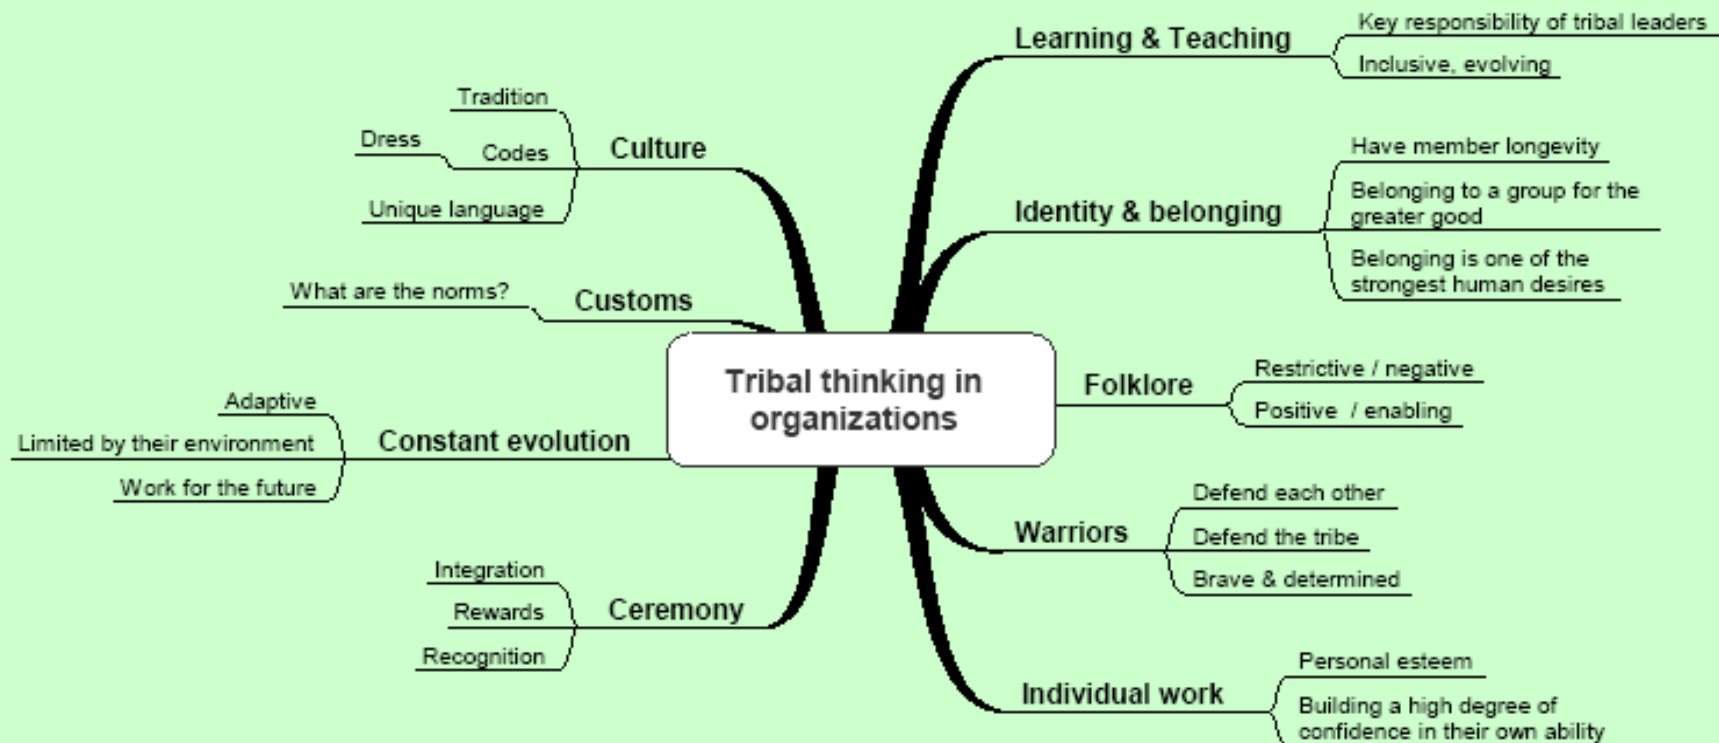 Tribal thinking in
organizations
Learning & Teaching
Key responsibility of tribal leaders
Inclusive, evolving
Identity & belonging
Have member longevity
Belonging to a group for the
greater good
Belonging is one of the
strongest human desires
Folklore
Restrictive / negative
Positive / enabling
Warriors
Defend each other
Defend the tribe
Brave & determined
Individual work
Personal esteem
Building a high degree of
confidence in their own ability
Culture
Tradition
Codes
Dress
Unique language
Customs
What are the norms?
Constant evolution
Adaptive
Limited by their environment
Work for the future
Ceremony
Integration
Rewards
Recognition